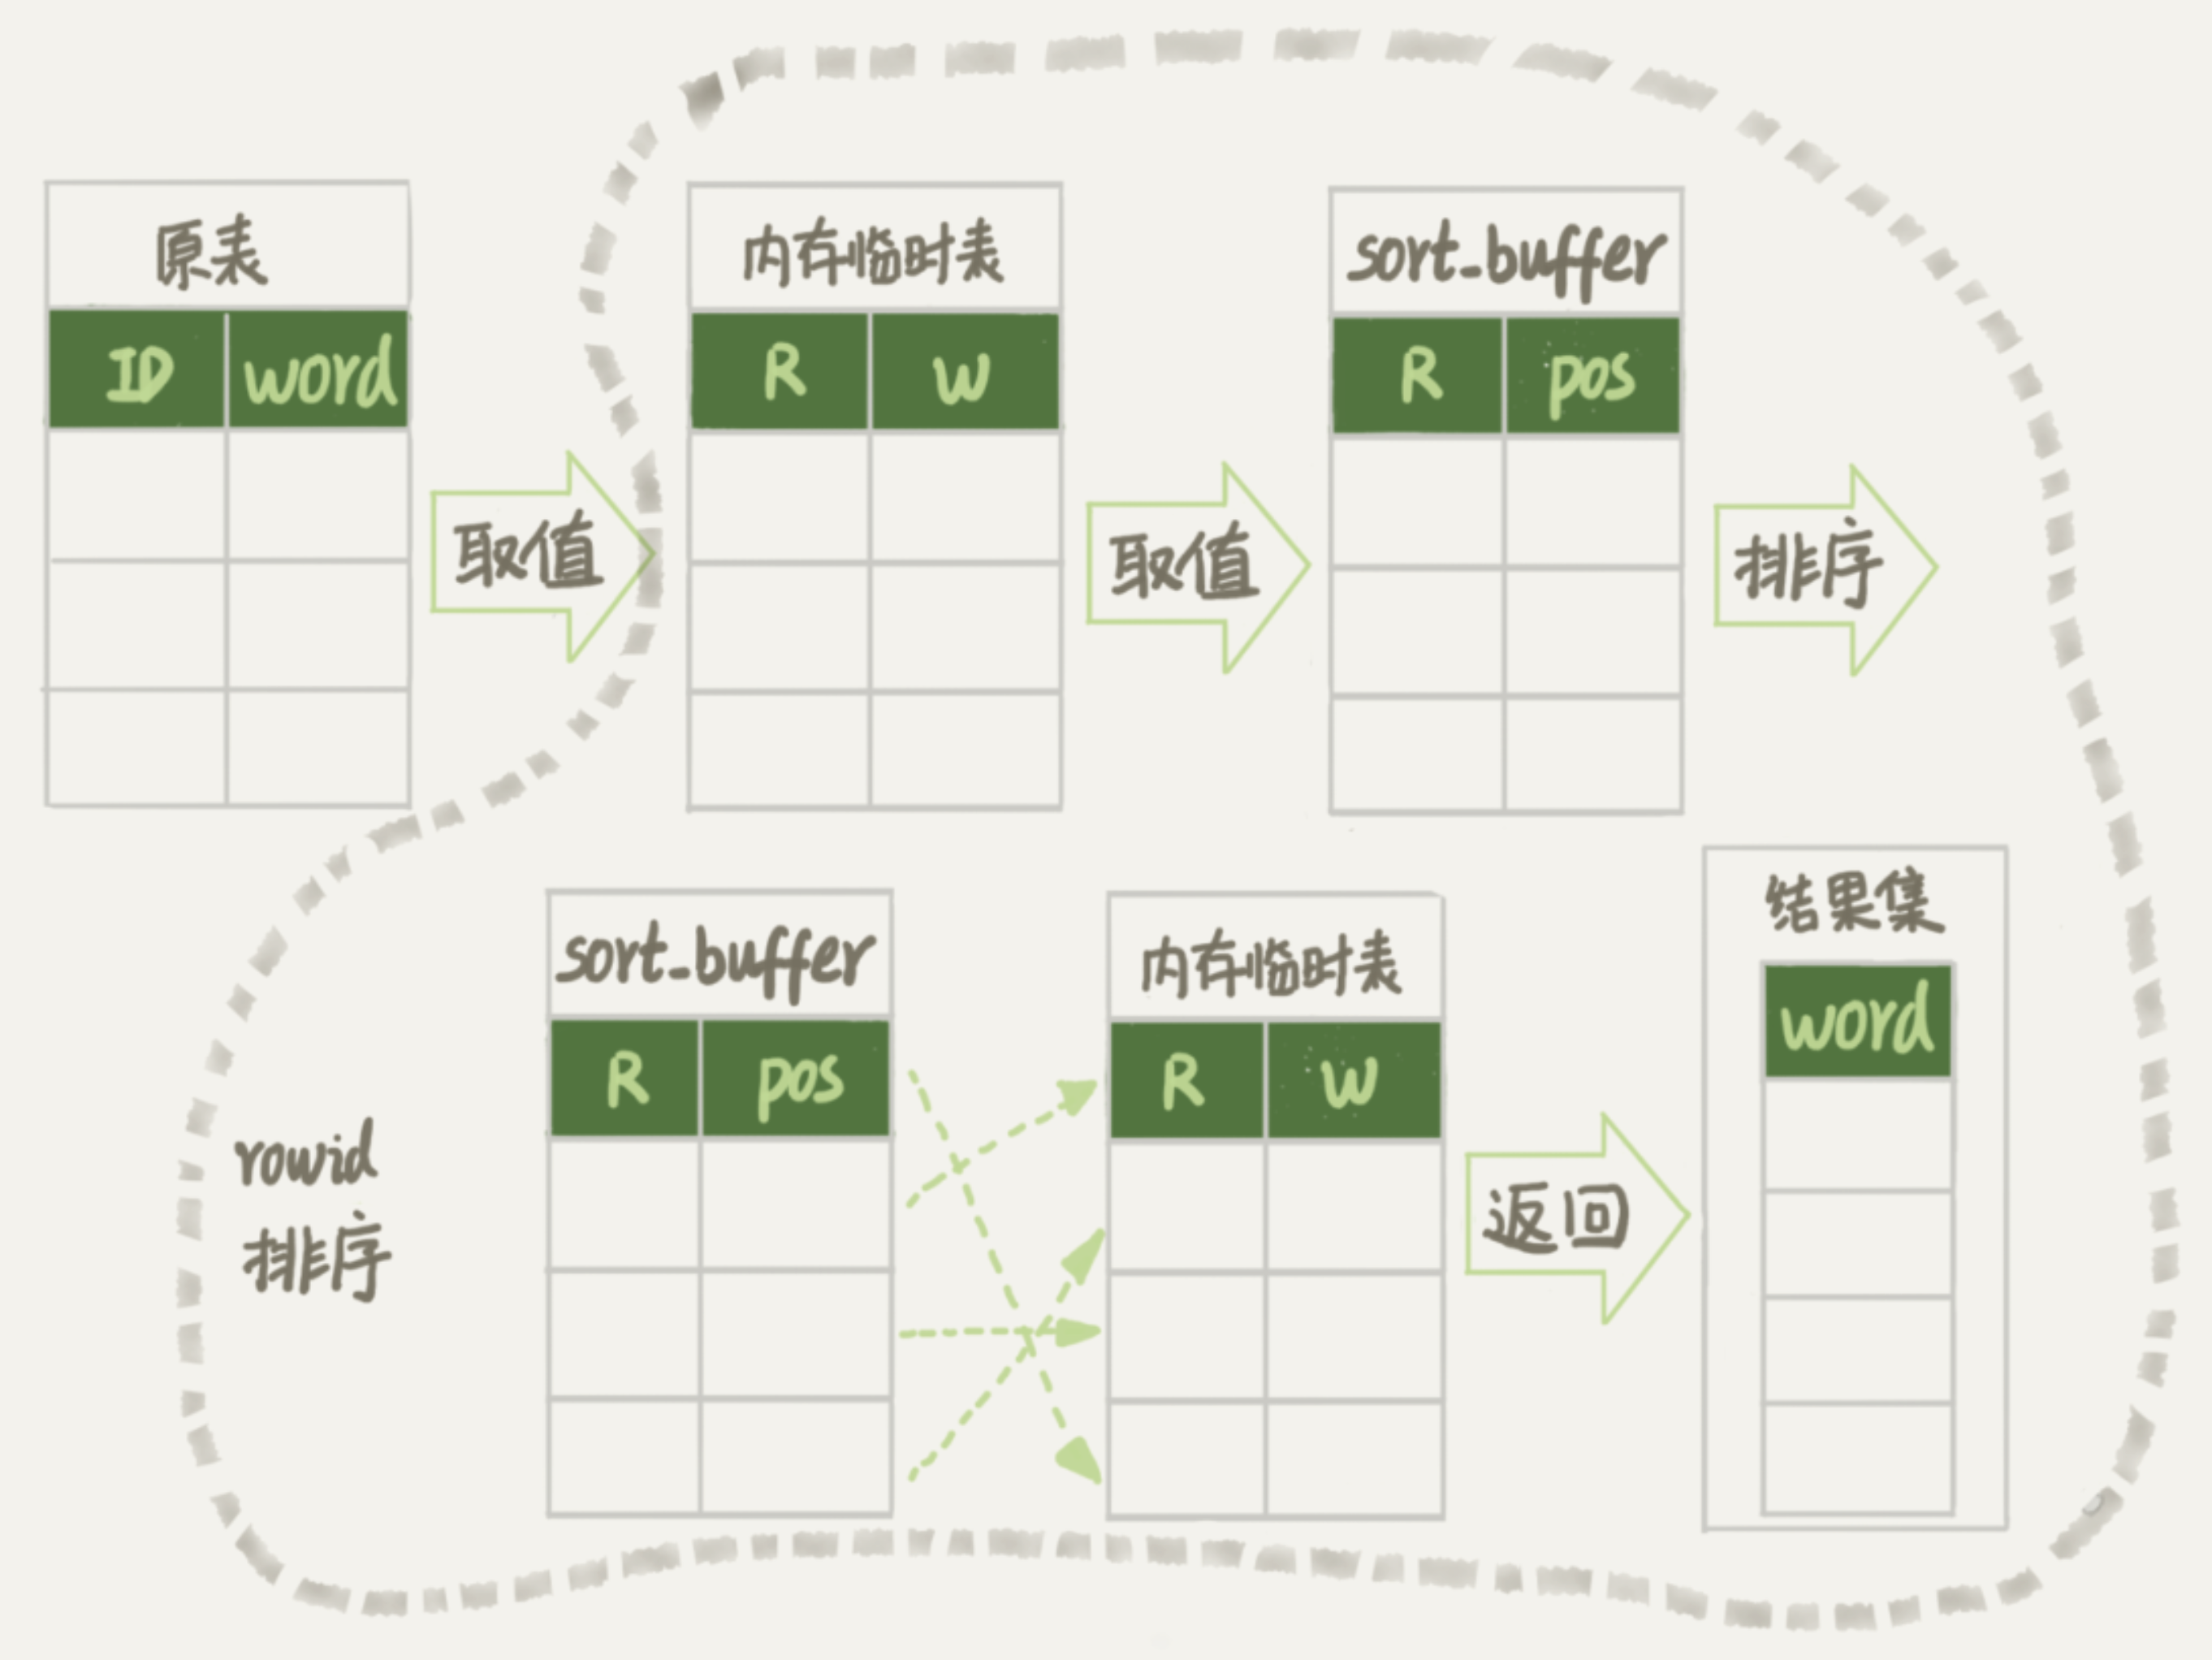 原表
ID word
取值
内存临时表
R W
取值
sort_buffer
R pos
排序
rowid
排序
sort_buffer
R pos
内存临时表
R W
返回
结果集
word